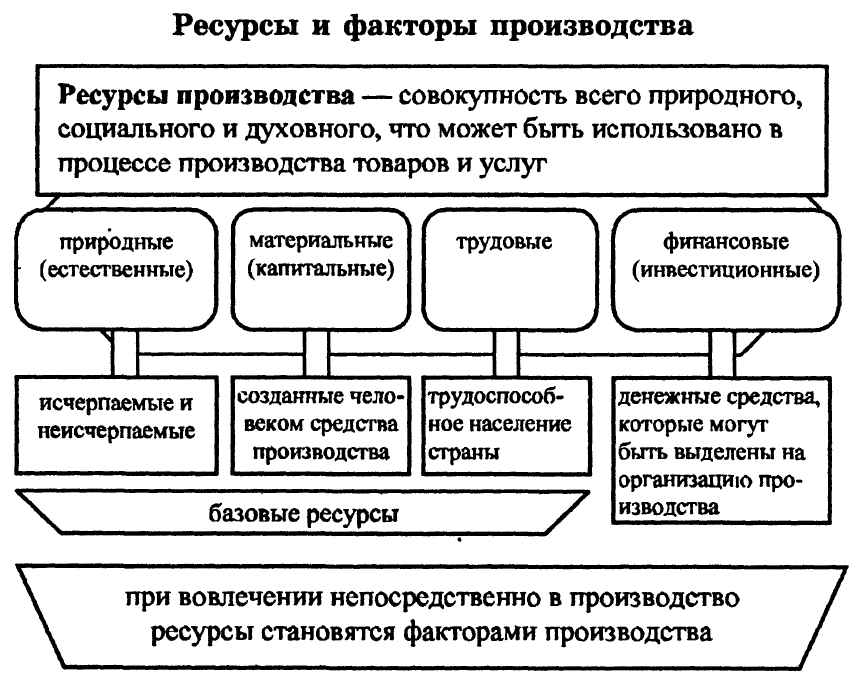 Ресурсы и факторы производства
Ресурсы производства — совокупность всего природного,
социального и духовного, что может быть использовано в
процессе производства товаров и услуг
природные
(естественные)
материальные
(капитальные)
трудовые
финансовые
(инвестиционные)
исчерпаемые и
неисчерпаемые
созданные чело-
веком средства
производства
трудоспособ-
ное население
страны
денежные средства,
которые могут
быть выделены на
организацию про-
изводства
базовые ресурсы
при вовлечении непосредственно в производство
ресурсы становятся факторами производства